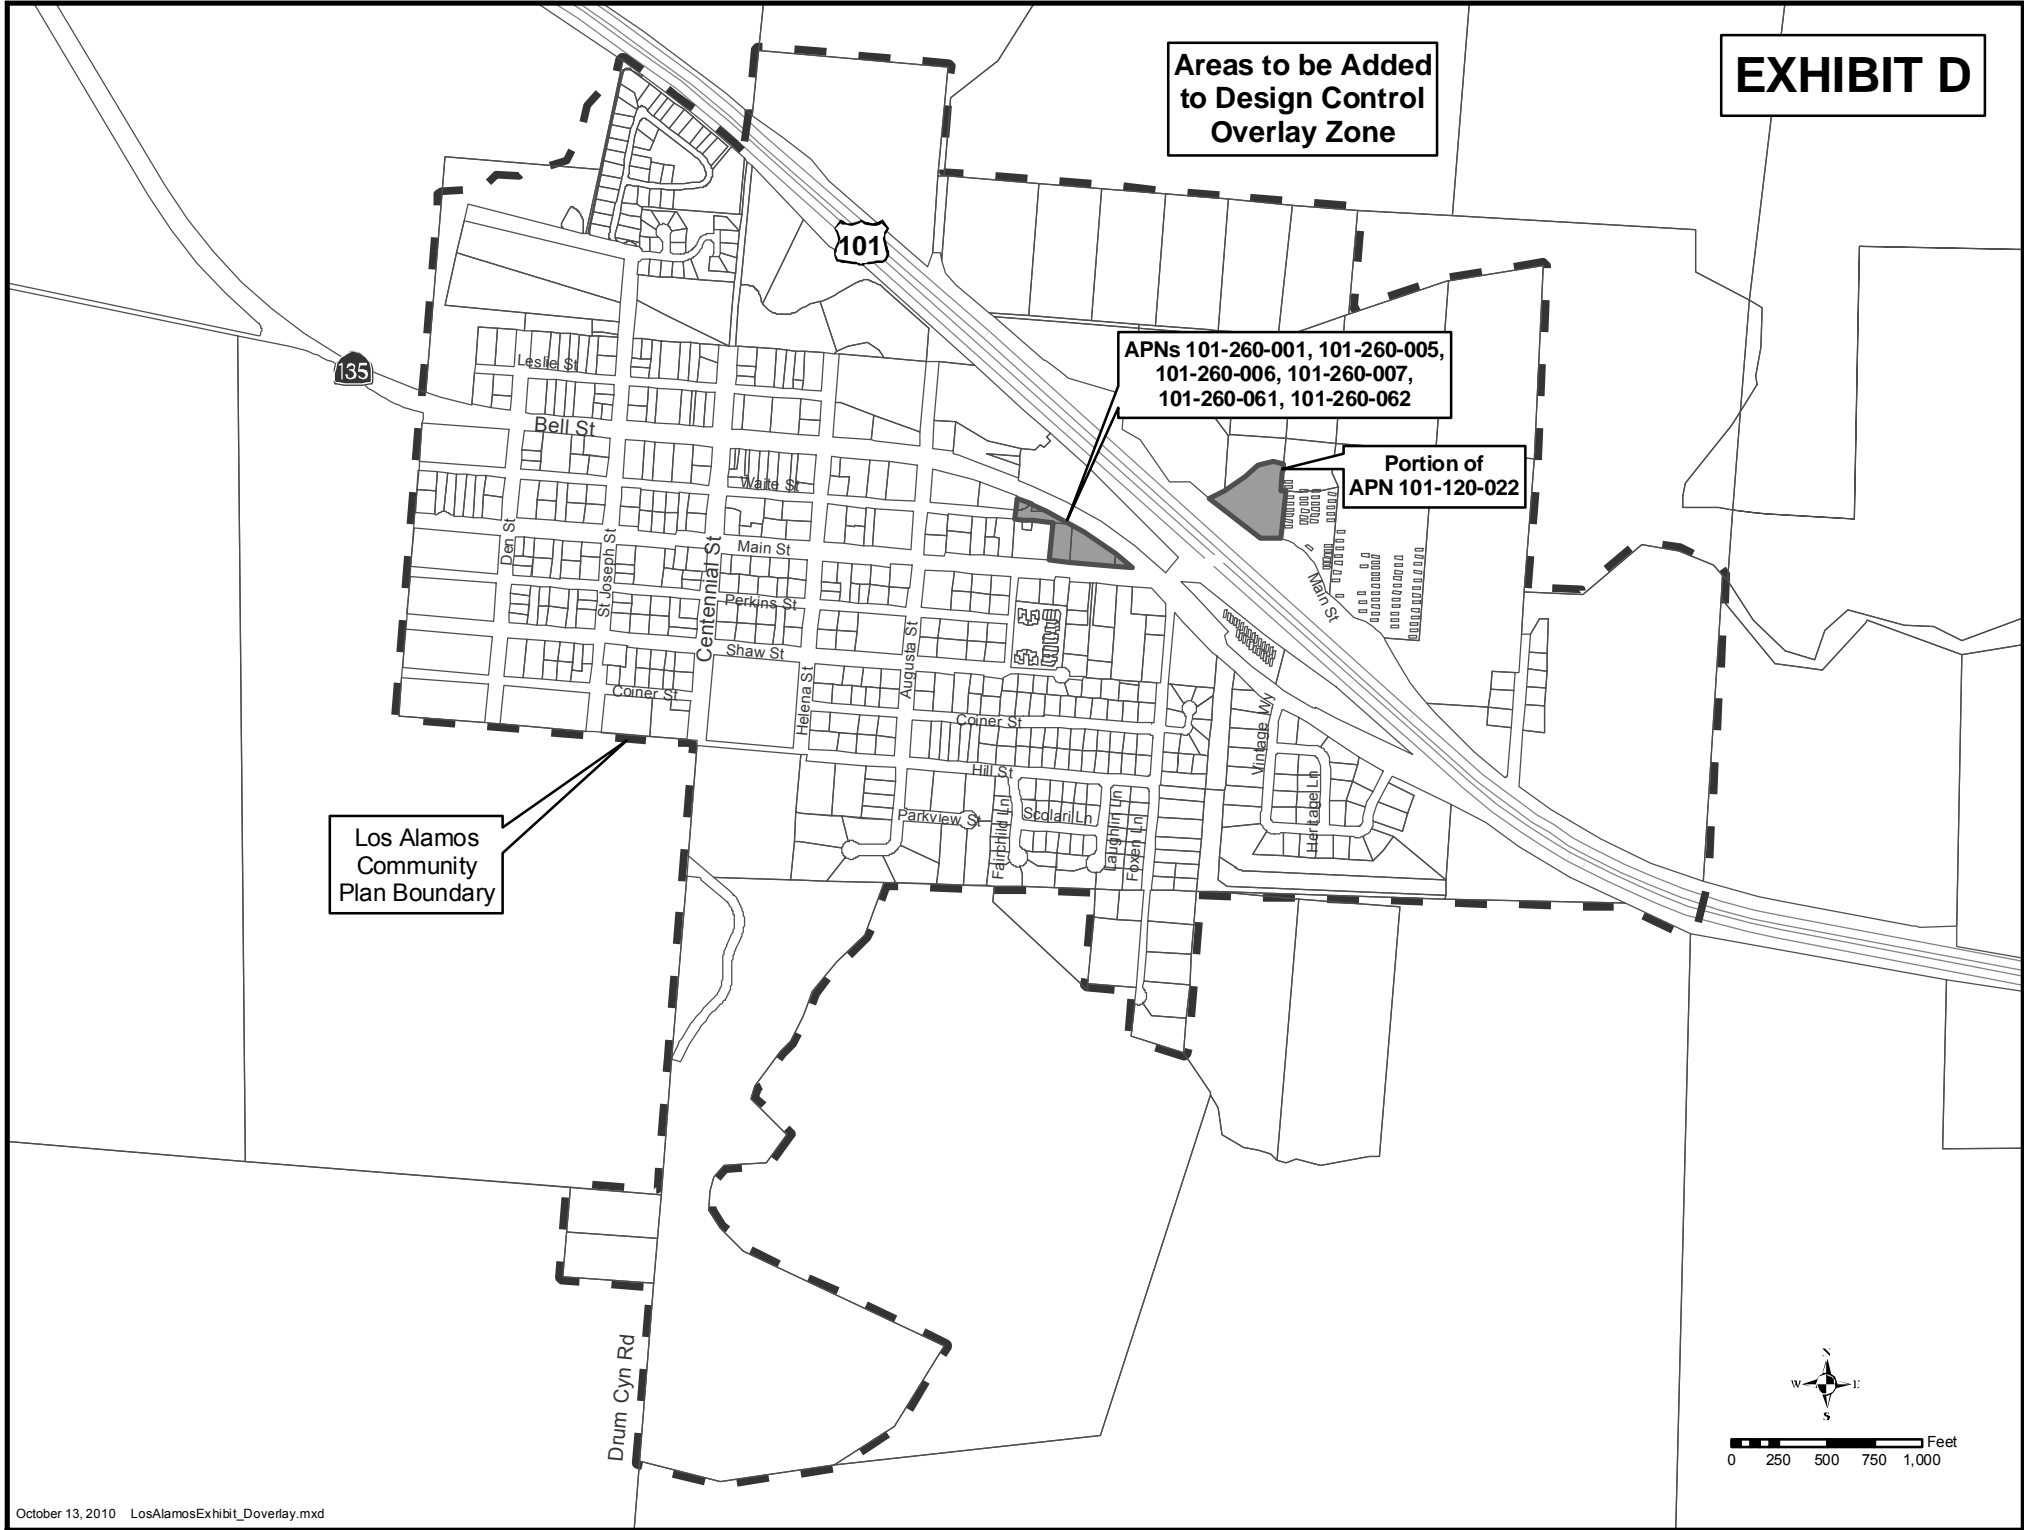 EXHIBIT D
Areas to be Added
to Design Control
Overlay Zone
101
APNs 101-260-001, 101-260-005,
101-260-006, 101-260-007,
101-260-061, 101-260-062
135
Leslie St
Bell St
Portion of
APN 101-120-022
Waite St
Den St
St Joseph St
Centennial St
Main St
Main St
Perkins St
Shaw St
Augusta St
Helena St
Coiner St
Coiner St
Vintage Wy
Hill St
Heritage Ln
Parkview St
Fairchild Ln
Scolari Ln
Laughlin Ln
Foxen Ln
Los Alamos
Community
Plan Boundary
Drum Cyn Rd
N
W
E
S
Feet
0 250 500 750 1,000
October 13, 2010 LosAlamosExhibit_Doverlay.mxd